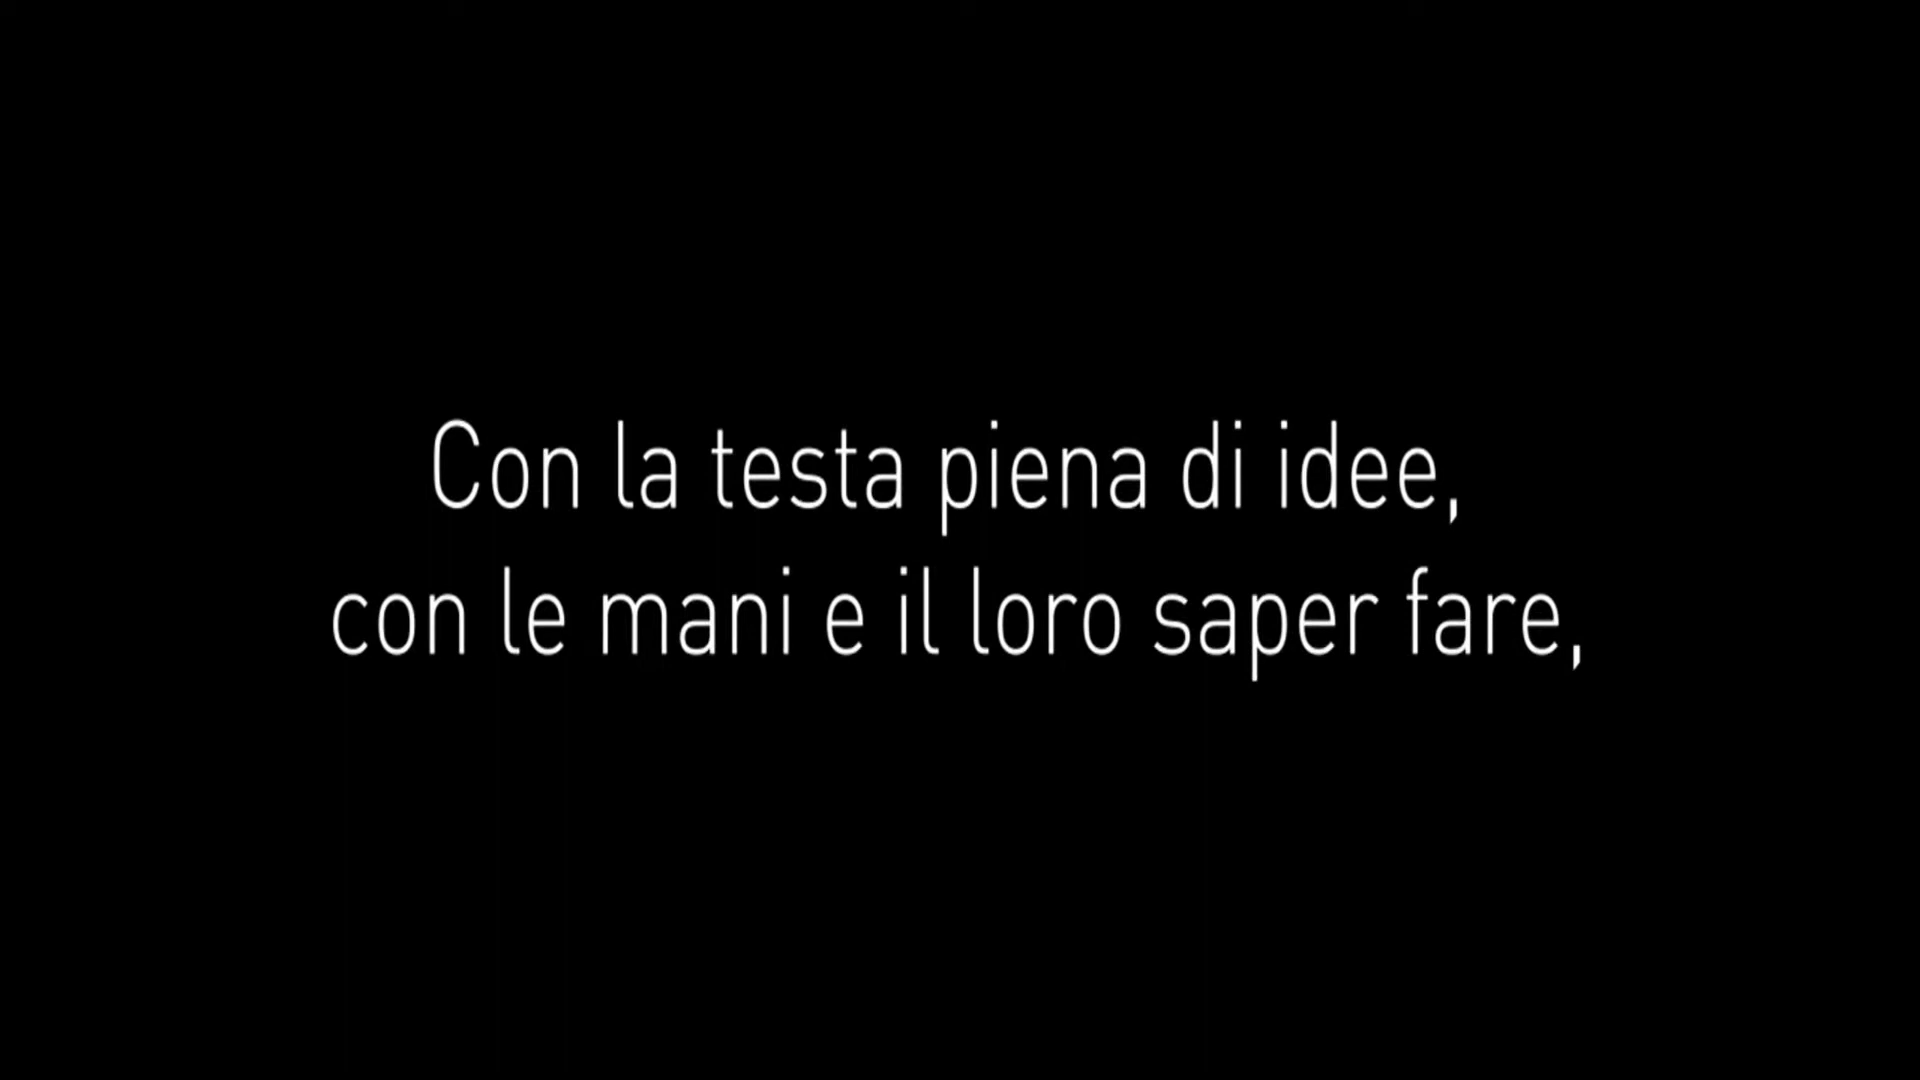 Con la testa piena di idee,
con le mani e il loro saper fare,